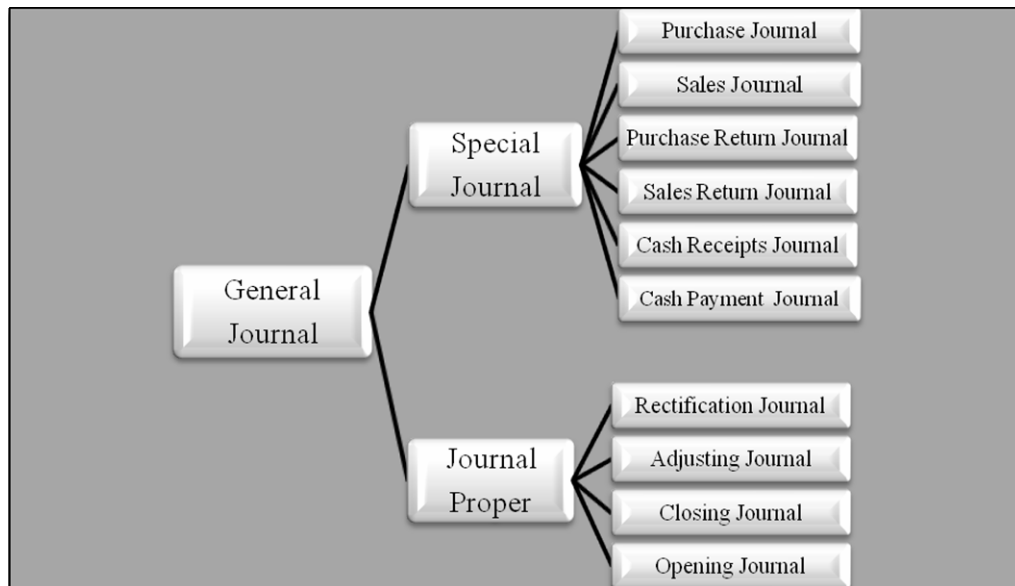 General
Journal
Special
Journal
Purchase Journal
Sales Journal
Purchase Return Journal
Sales Return Journal
Cash Receipts Journal
Cash Payment Journal
Journal
Proper
Rectification Journal
Adjusting Journal
Closing Journal
Opening Journal